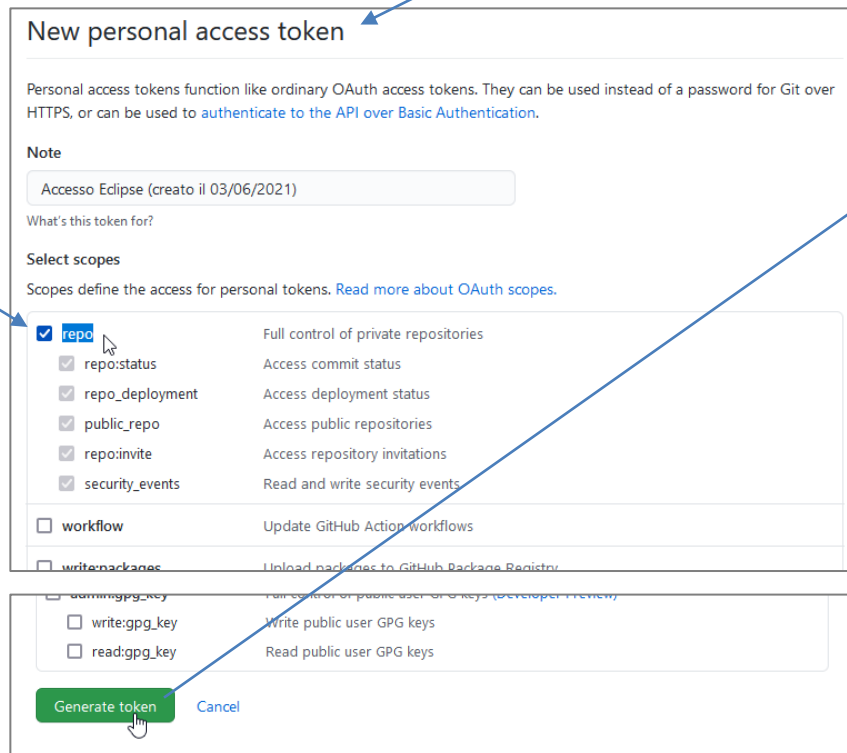 New personal access token
Personal access tokens function like ordinary OAuth access tokens. They can be used instead of a password for Git over
HTTPS, or can be used to authenticate to the API over Basic Authentication.
Note
Accesso Eclipse (creato il 03/06/2021)
What's this token for?
Select scopes
Scopes define the access for personal tokens. Read more about OAuth scopes.
repo Full control of private repositories
repo:status Access commit status
repo_deployment Access deployment status
public_repo Access public repositories
repo:invite Access repository invitations
security_events Read and write security events
workflow Update GitHub Action workflows
write:packages Upload packages to GitHub Package Registry
admin:gpg_key Full control of public user GPG keys (Developer Preview)
write:gpg_key Write public user GPG keys
read:gpg_key Read public user GPG keys
Generate token Cancel